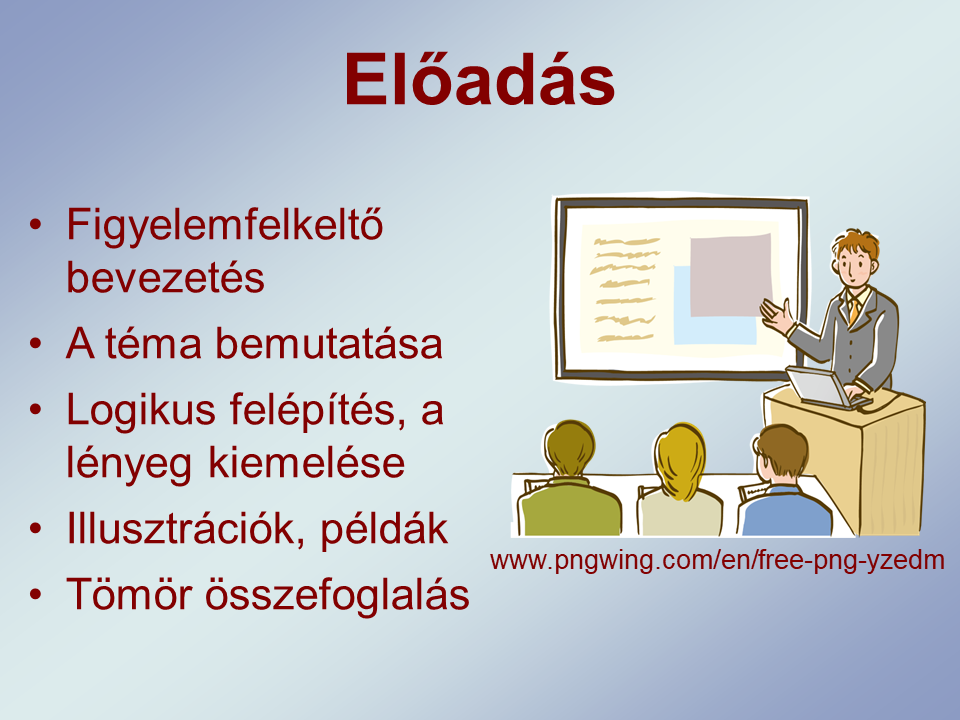 Előadás
• Figyelemfelkeltő
bevezetés
• A téma bemutatása
• Logikus felépítés, a
lényeg kiemelése
• Illusztrációk, példák
• Tömör összefoglalás
www.pngwing.com/en/free-png-yzedm